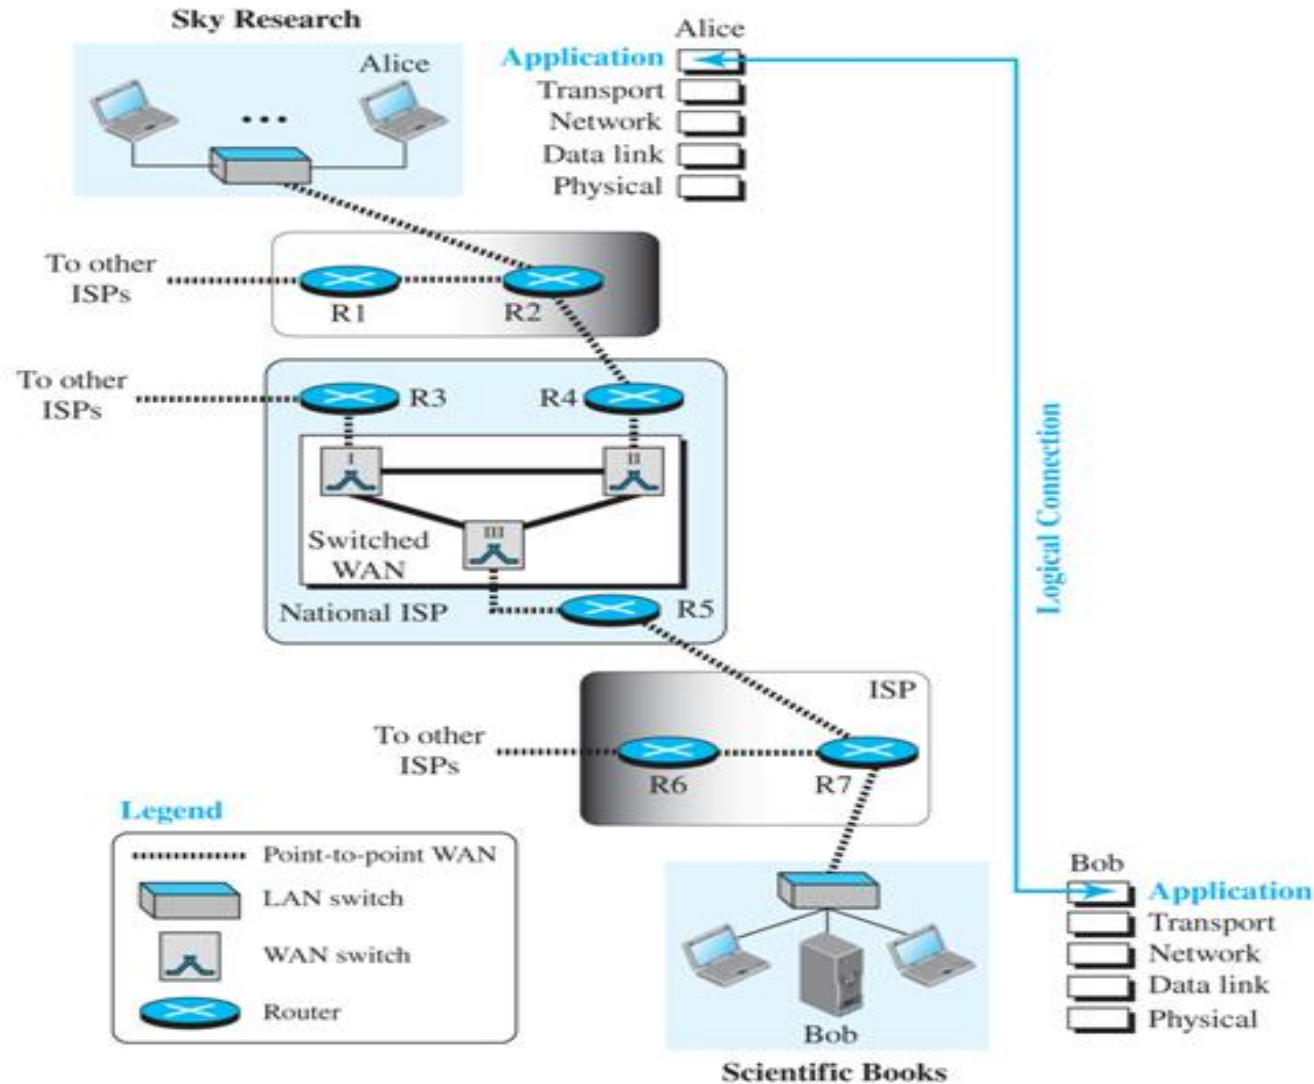 Sky Research
Alice
Alice
Application
Transport
Network
Data link
Physical
To other
ISPs
R1
R2
To other
ISPs
R3
R4
I
II
III
Switched
WAN
National ISP
R5
Logical Connection
ISP
To other
ISPs
R6
R7
Legend
Point-to-point WAN
LAN switch
WAN switch
Router
Bob
Scientific Books
Bob
Application
Transport
Network
Data link
Physical